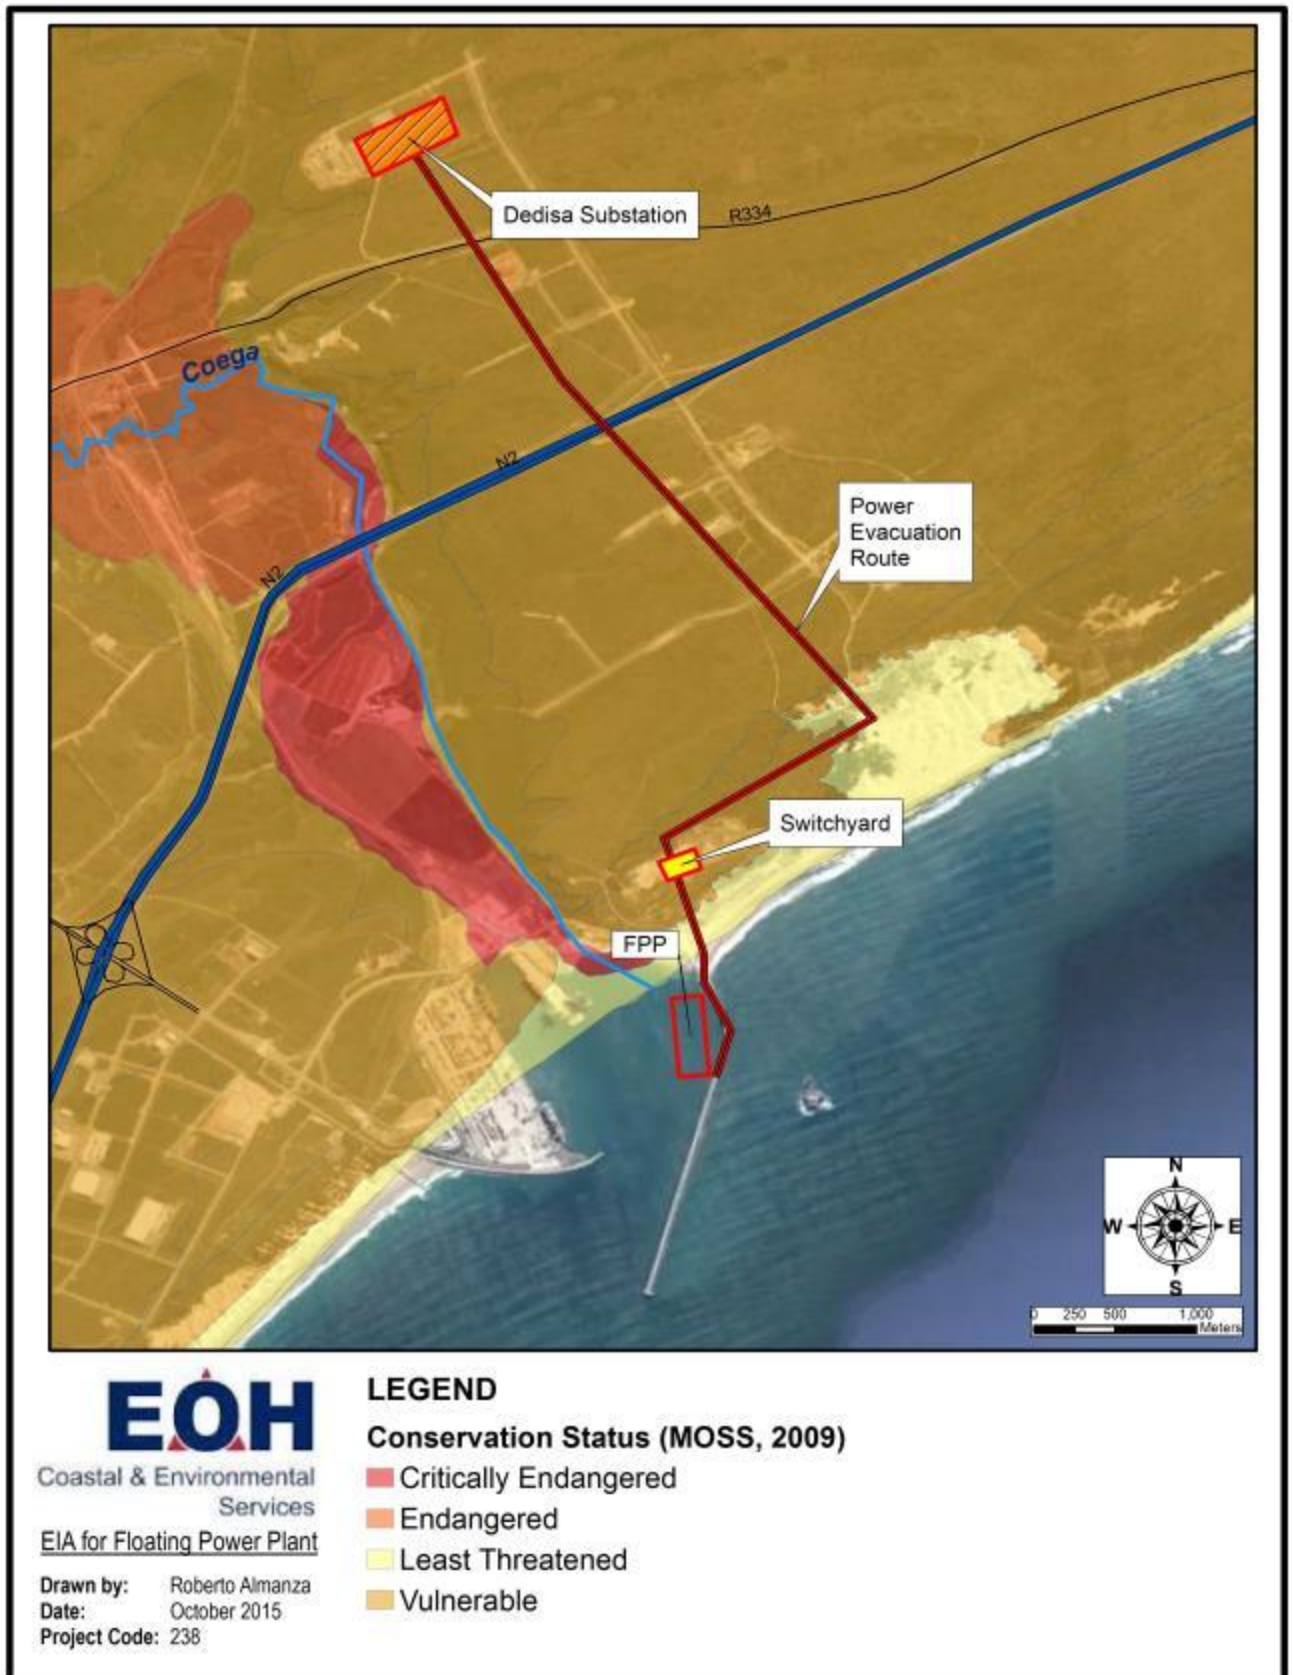 Dedisa Substation
R334
Coega
N2
Power
Evacuation
Route
N2
Switchyard
FPP
N
W
E
S
0 250 500 1,000
Meters
EOH
Coastal & Environmental
Services
EIA for Floating Power Plant
Drawn by: Roberto Almanza
Date: October 2015
Project Code: 238
LEGEND
Conservation Status (MOSS, 2009)
Critically Endangered
Endangered
Least Threatened
Vulnerable